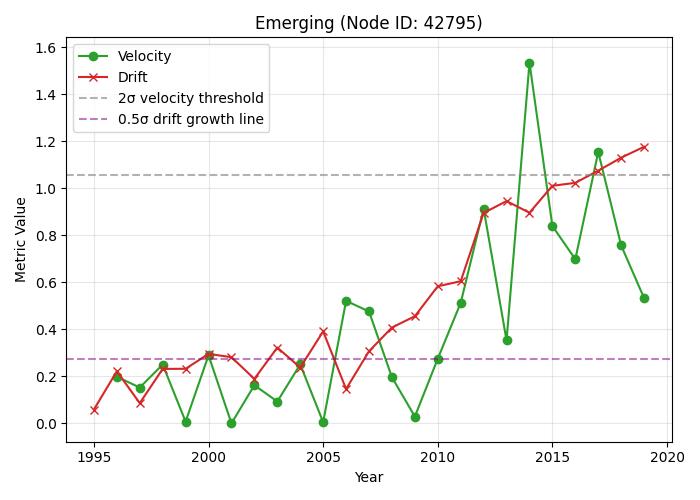 Emerging (Node ID: 42795)
Velocity
Drift
2σ velocity threshold
0.5σ drift growth line
Metric Value
1.6
1.4
1.2
1.0
0.8
0.6
0.4
0.2
0.0
1995 2000 2005 2010 2015 2020
Year